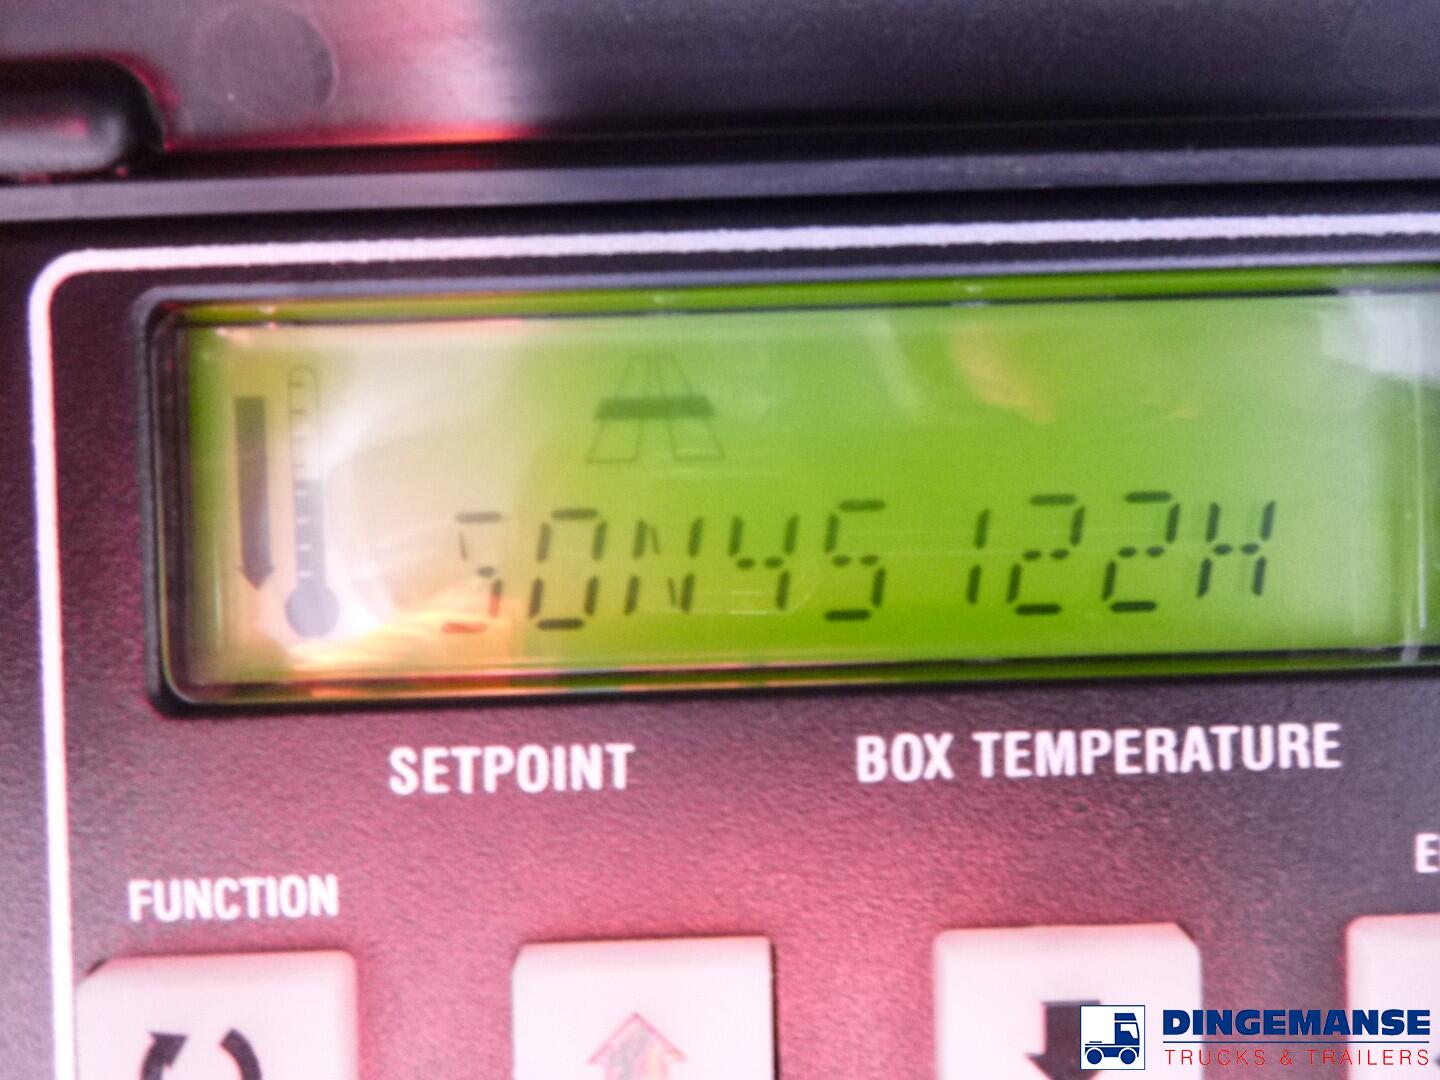 SONYS 122H
SETPOINT BOX TEMPERATURE
FUNCTION
DINGEMANSE
TRUCKS & TRAILERS